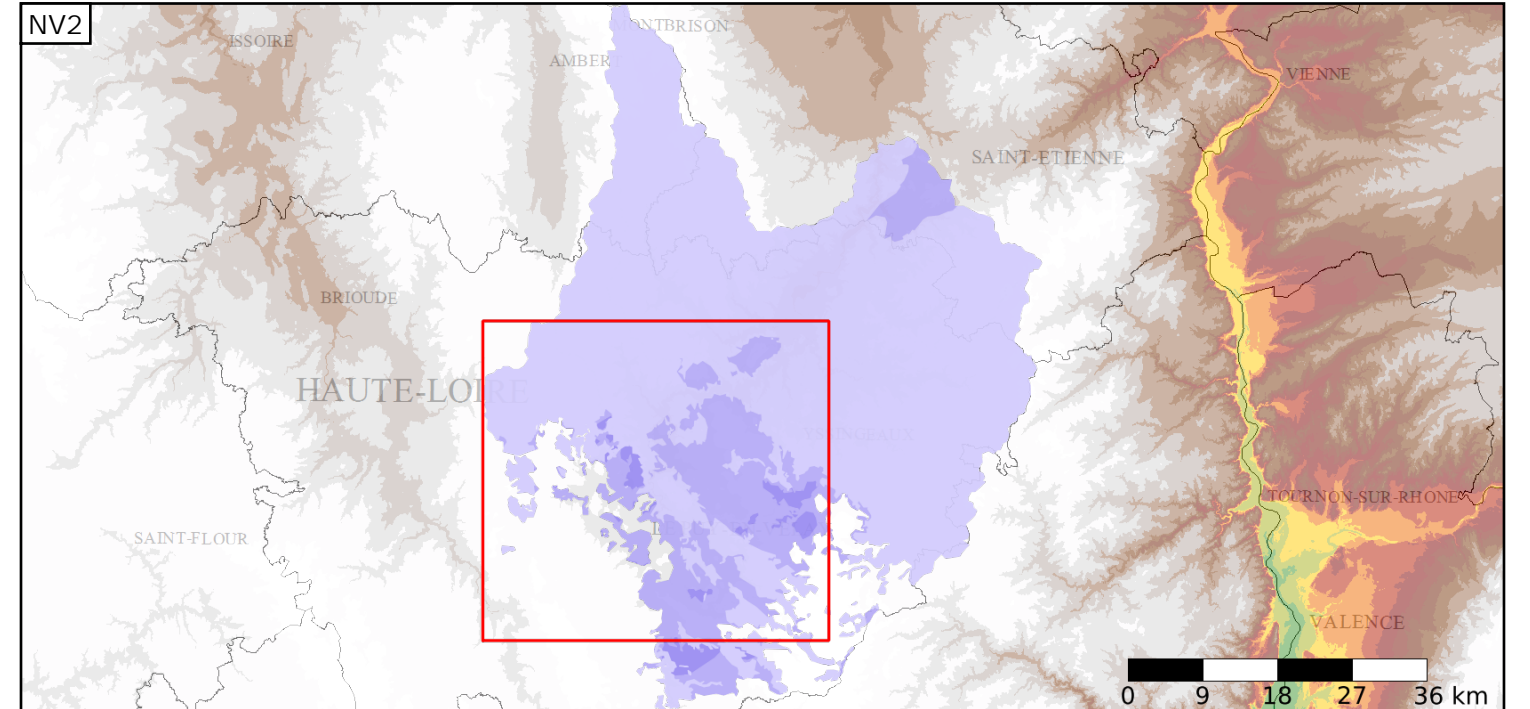 NV2
MONTBRISON
ISSOIRE
AMBERT
VIENNE
SAINT-ETIENNE
BRIOUDE
HAUTE-LOIRE
YSSINGEAUX
TOURNON-SUR-RHONE
SAINT-FLOUR
VALENCE
0 9 18 27 36 km